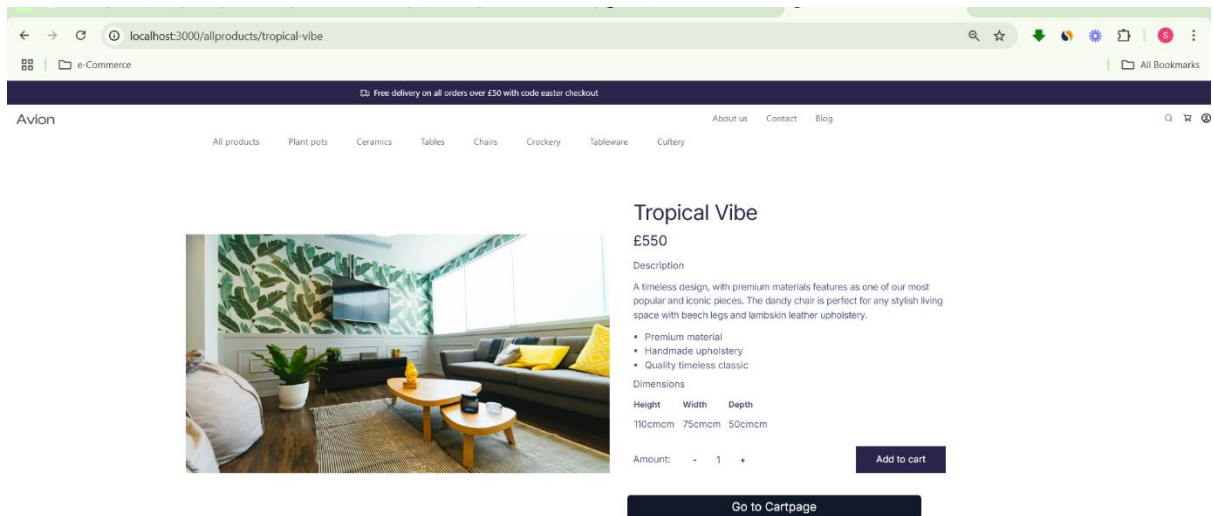 localhost:3000/allproducts/tropical-vibe
S
e-Commerce
All Bookmarks
Free delivery on all orders over £50 with code easter checkout
Avion
About us Contact Blog
All products Plant pots Ceramics Tables Chairs Crockery Tableware Cultery
Tropical Vibe
£550
Description
A timeless design, with premium materials features as one of our most
popular and iconic pieces. The dandy chair is perfect for any stylish living
space with beech legs and lambskin leather upholstery.
• Premium material
• Handmade upholstery
• Quality timeless classic
Dimensions
Height Width Depth
110cmcm 75cmcm 50cmcm
Amount: - 1 +
Add to cart
Go to Cartpage